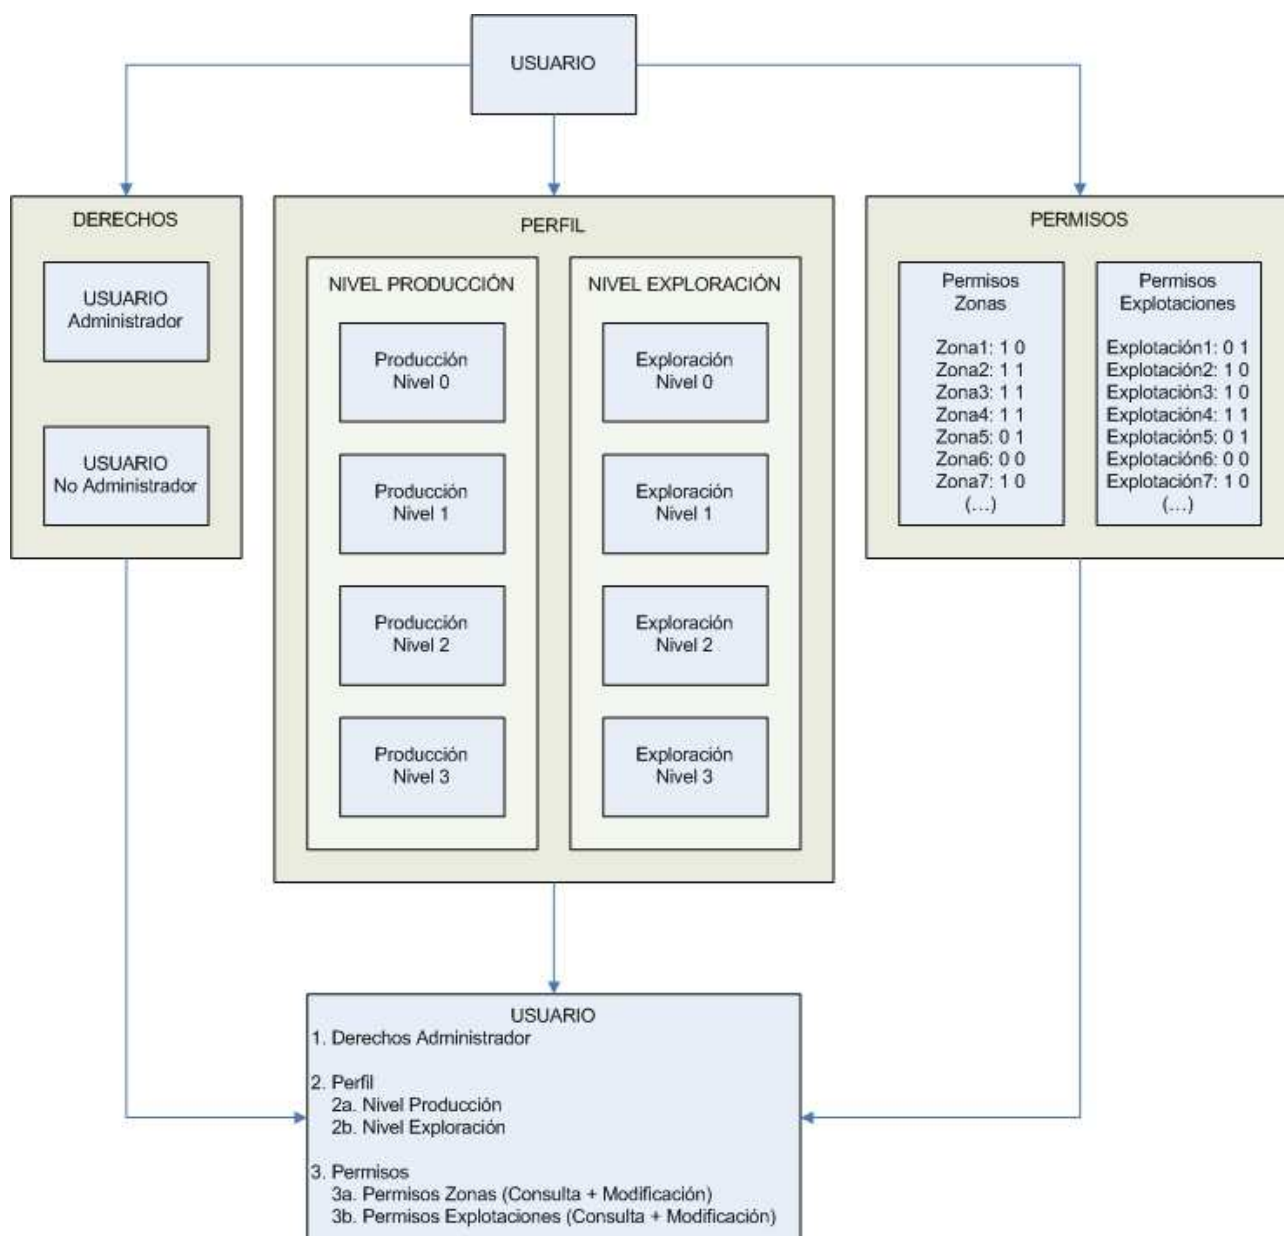 USUARIO
DERECHOS
USUARIO
Administrador
USUARIO
No Administrador
PERFIL
NIVEL PRODUCCIÓN
Producción
Nivel 0
Producción
Nivel 1
Producción
Nivel 2
Producción
Nivel 3
NIVEL EXPLORACIÓN
Exploración
Nivel 0
Exploración
Nivel 1
Exploración
Nivel 2
Exploración
Nivel 3
PERMISOS
Permisos
Zonas
Zona1: 1 0
Zona2: 1 1
Zona3: 1 1
Zona4: 1 1
Zona5: 0 1
Zona6: 0 0
Zona7: 1 0
(...)
Permisos
Explotaciones
Explotación1: 0 1
Explotación2: 1 0
Explotación3: 1 0
Explotación4: 1 1
Explotación5: 0 1
Explotación6: 0 0
Explotación7: 1 0
(...)
USUARIO
1. Derechos Administrador
2. Perfil
2a. Nivel Producción
2b. Nivel Exploración
3. Permisos
3a. Permisos Zonas (Consulta + Modificación)
3b. Permisos Explotaciones (Consulta + Modificación)